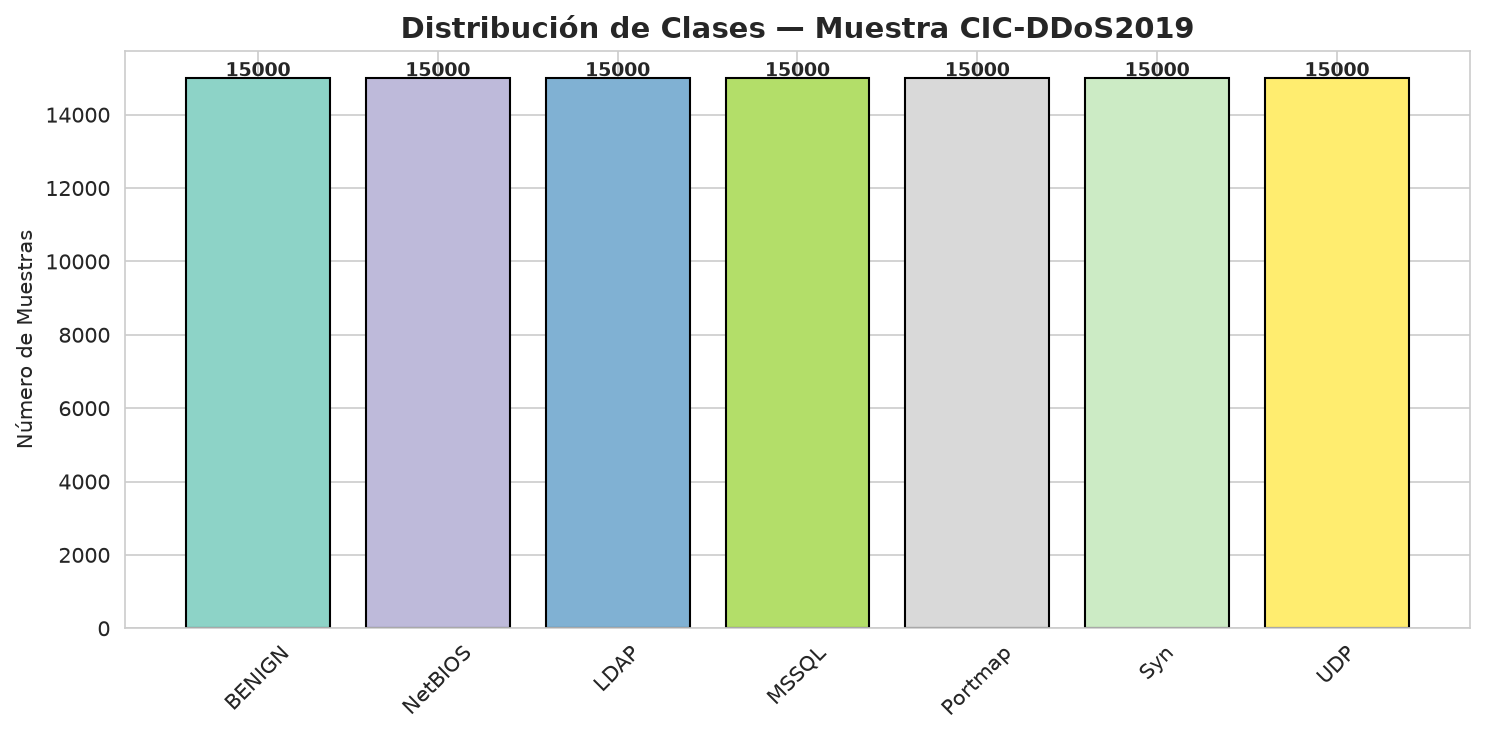 Distribución de Clases — Muestra CIC-DDoS2019
15000 15000 15000 15000 15000 15000 15000
Número de Muestras
14000
12000
10000
8000
6000
4000
2000
0
BENIGN NetBIOS LDAP MSSQL Portmap Syn UDP